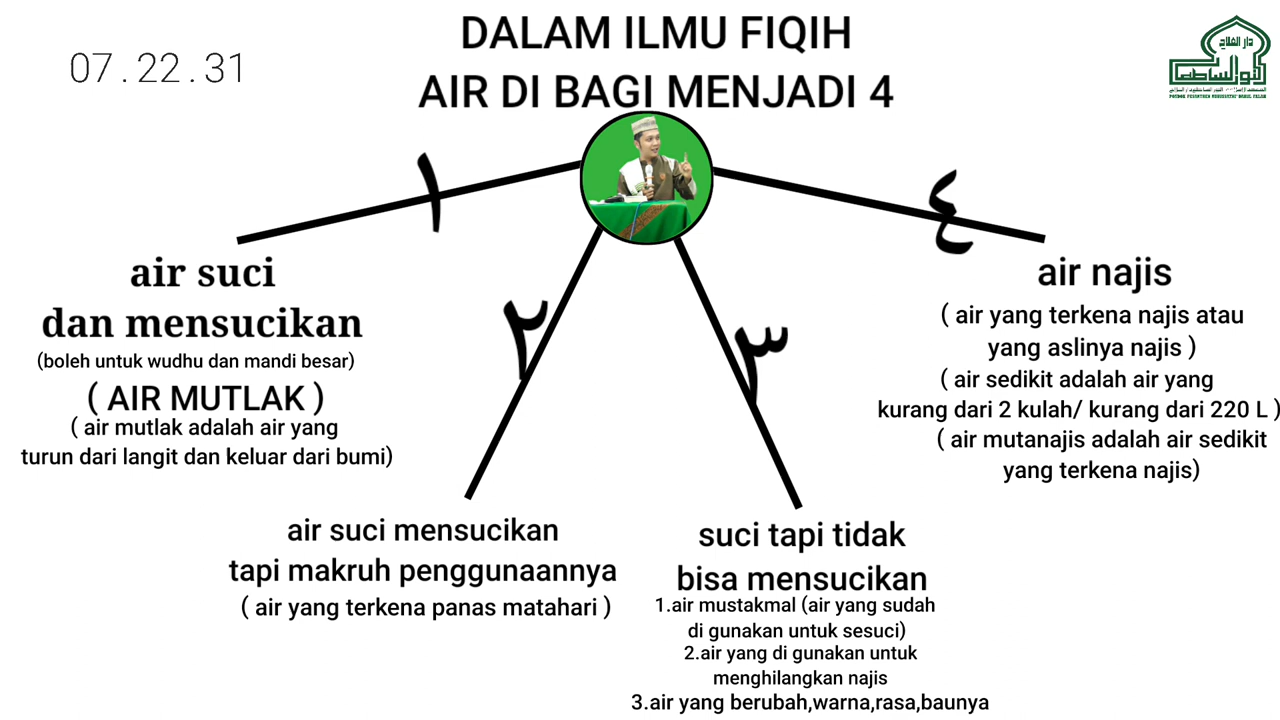 07.22.31
DALAM ILMU FIQIH
AIR DI BAGI MENJADI 4
١
air suci
dan mensucikan
(boleh untuk wudhu dan mandi besar)
( AIR MUTLAK )
( air mutlak adalah air yang
turun dari langit dan keluar dari bumi)
٢
air suci mensucikan
tapi makruh penggunaannya
( air yang terkena panas matahari )
٣
suci tapi tidak
bisa mensucikan
1.air mustakmal (air yang sudah
di gunakan untuk sesuci)
2.air yang di gunakan untuk
menghilangkan najis
3.air yang berubah,warna,rasa,baunya
٤
air najis
( air yang terkena najis atau
yang aslinya najis )
( air sedikit adalah air yang
kurang dari 2 kulah/ kurang dari 220 L )
( air mutanajis adalah air sedikit
yang terkena najis)
دار الفلاح